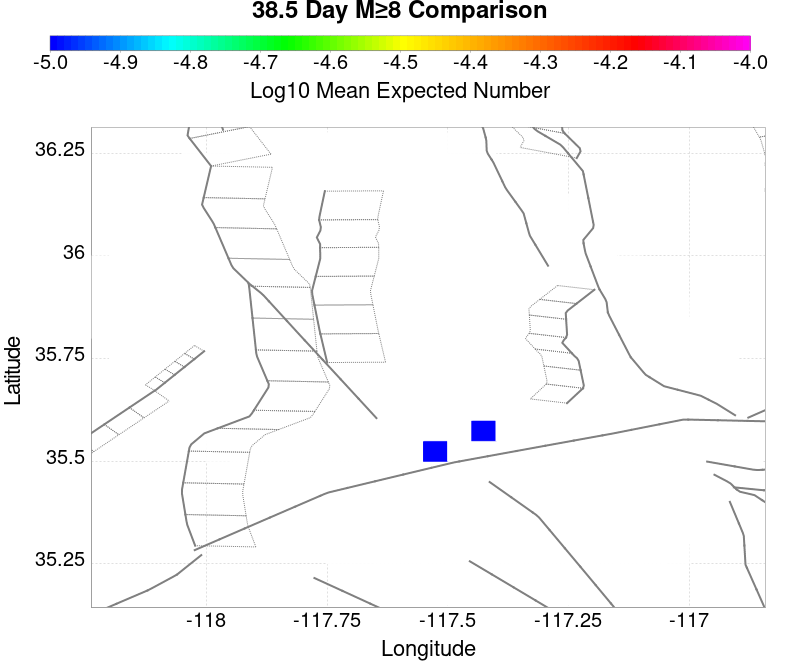 38.5 Day M≥8 Comparison
-5.0 -4.9 -4.8 -4.7 -4.6 -4.5 -4.4 -4.3 -4.2 -4.1 -4.0
Log10 Mean Expected Number
36.25
36
35.75
35.5
35.25
Latitude
-118 -117.75 -117.5 -117.25 -117
Longitude